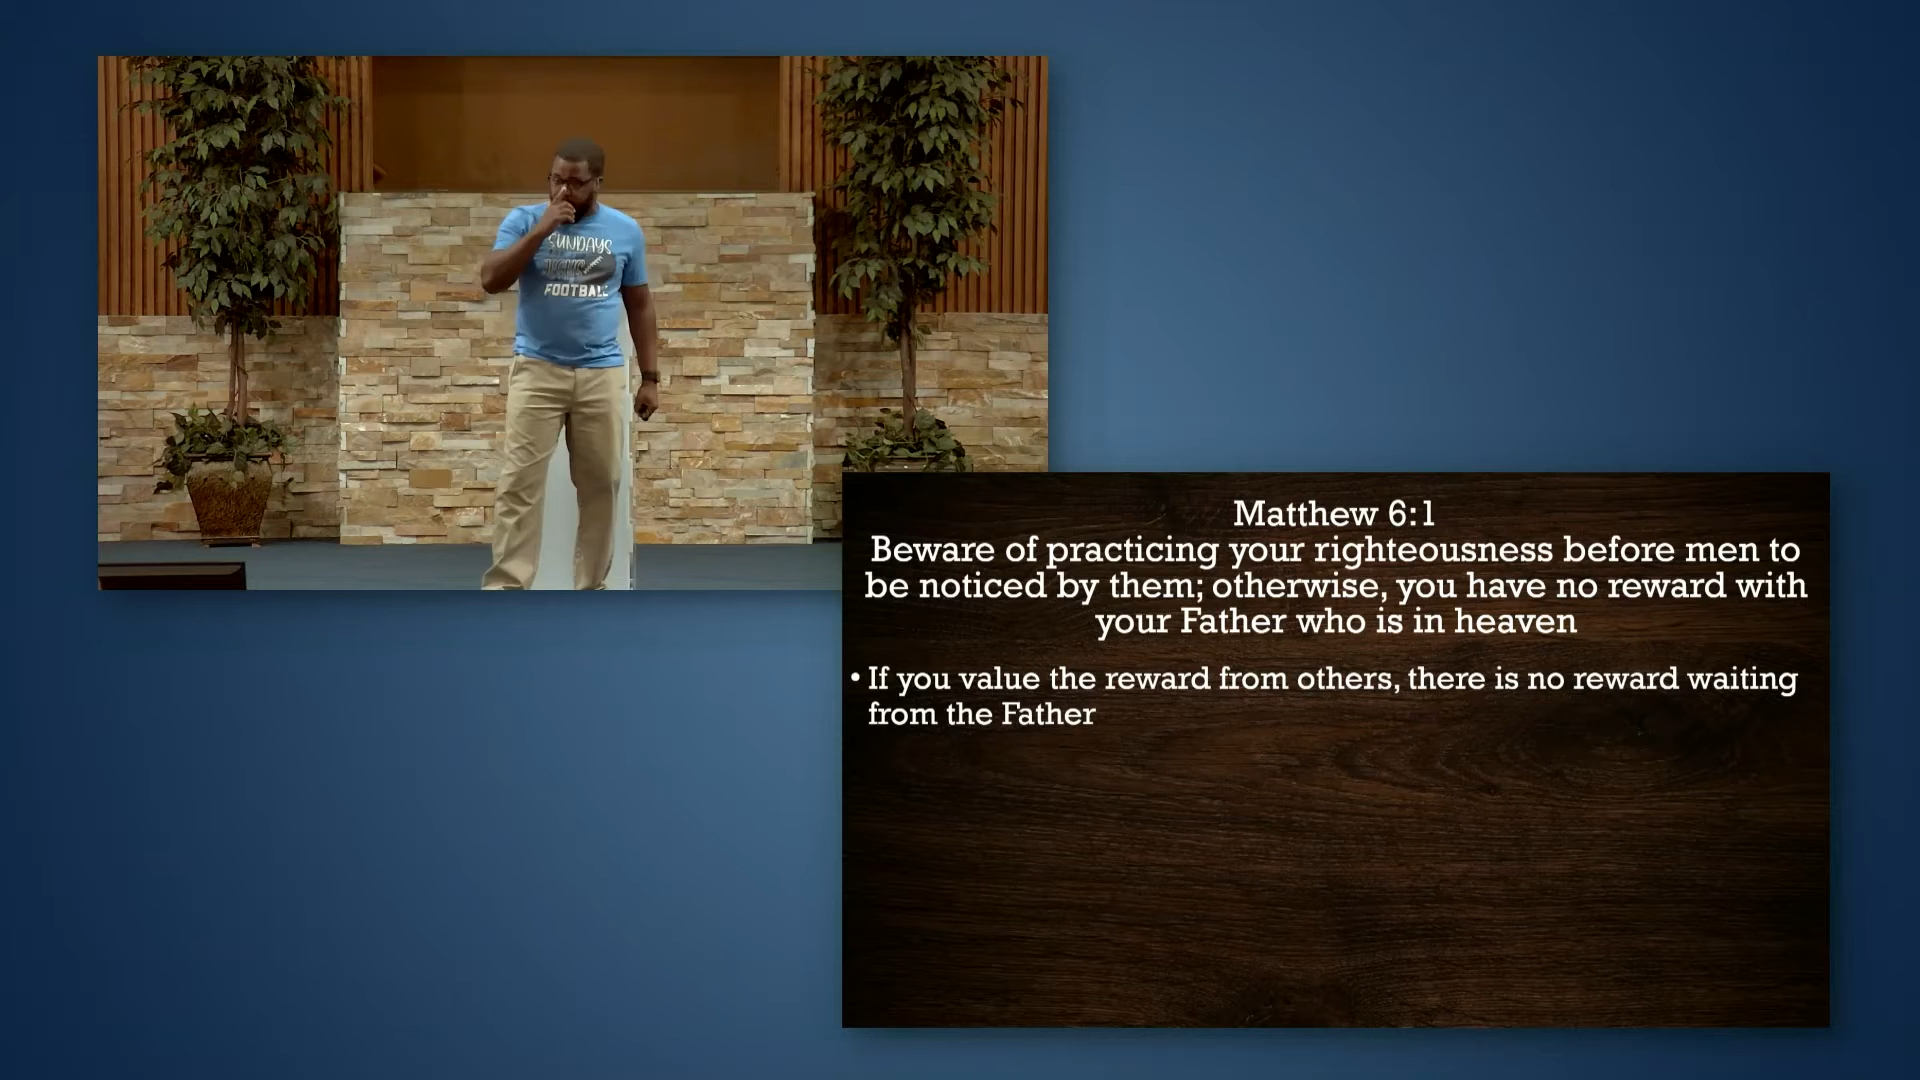 SUNDAYS
FOOTBALL
Matthew 6:1
Beware of practicing your righteousness before men to
be noticed by them; otherwise, you have no reward with
your Father who is in heaven
• If you value the reward from others, there is no reward waiting
from the Father